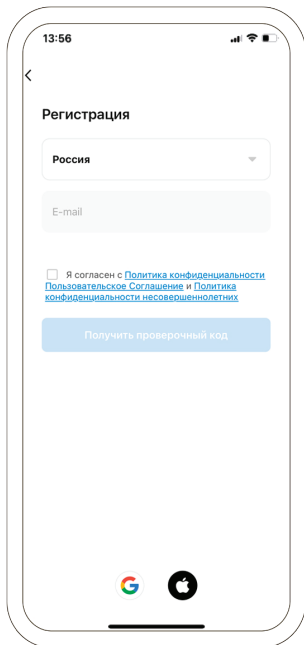 13:56
Регистрация
Россия
E-mail
Я согласен с Политика конфиденциальности
Пользовательское Соглашение и Политика
конфиденциальности несовершеннолетних
Получить проверочный код